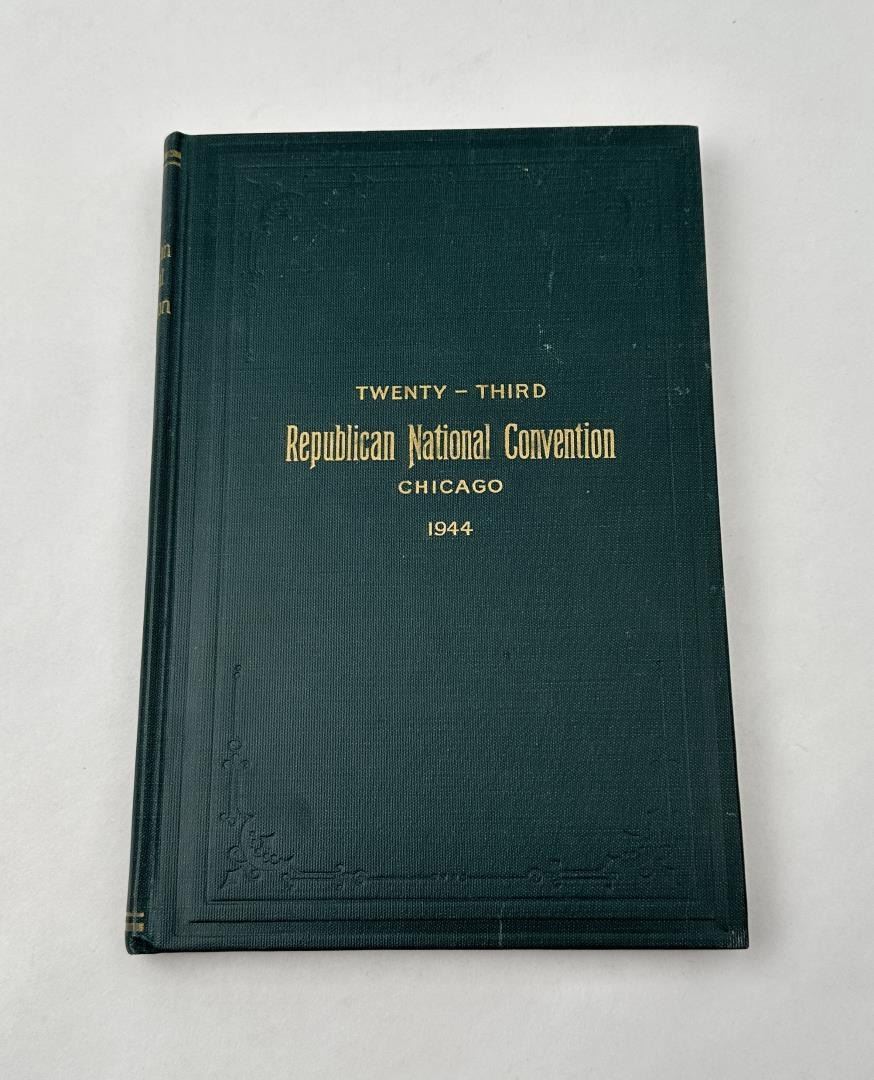 TWENTY – THIRD
Republican National Convention
CHICAGO
1944